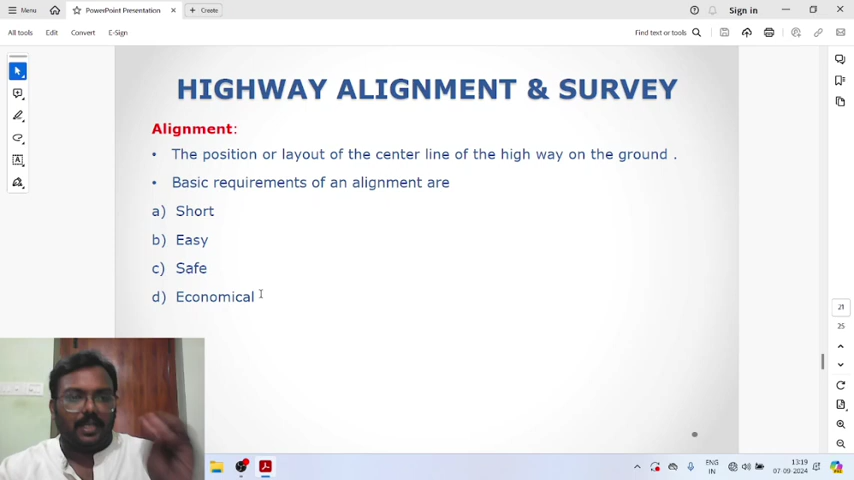 Menu
PowerPoint Presentation
Create
Sign in
All tools
Edit
Convert
E-Sign
Find text or tools
HIGHWAY ALIGNMENT & SURVEY
Alignment:
• The position or layout of the center line of the high way on the ground .
• Basic requirements of an alignment are
a) Short
b) Easy
c) Safe
d) Economical
21
25
ENG
IN
13:19
07-09-2024